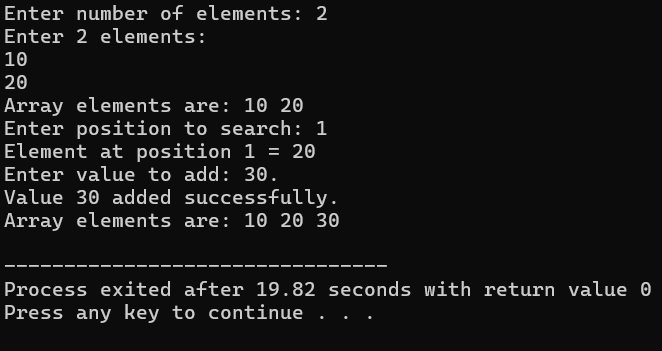 Enter number of elements: 2
Enter 2 elements:
10
20
Array elements are: 10 20
Enter position to search: 1
Element at position 1 = 20
Enter value to add: 30.
Value 30 added successfully.
Array elements are: 10 20 30
--------------------------------
Process exited after 19.82 seconds with return value 0
Press any key to continue . . .